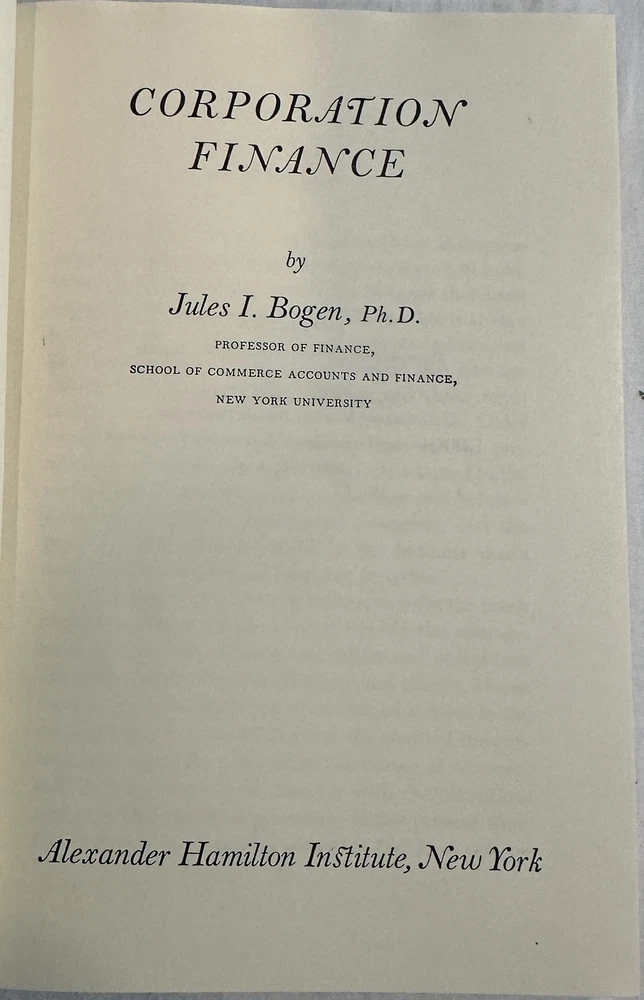 CORPORATION
FINANCE
by
Jules I. Bogen, Ph.D.
PROFESSOR OF FINANCE,
SCHOOL OF COMMERCE ACCOUNTS AND FINANCE,
NEW YORK UNIVERSITY
Alexander Hamilton Institute, New York